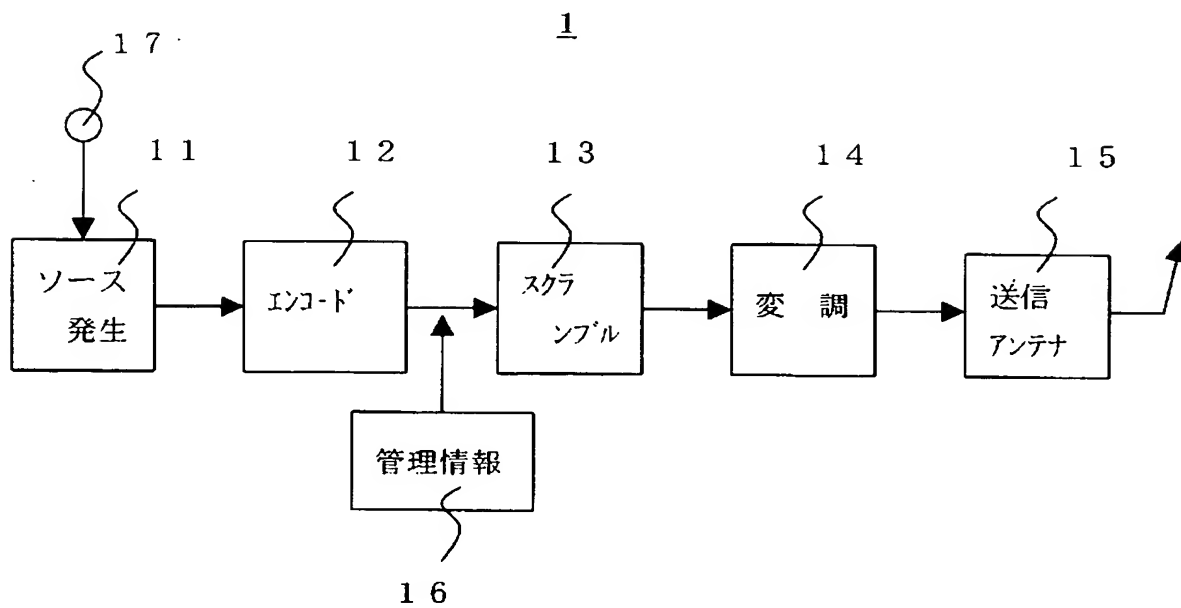 1
１７
１１
１２
１３
１４
１５
ソース
発生
エンコード
スクラ
ンブル
変 調
送信
アンテナ
管理情報
１６